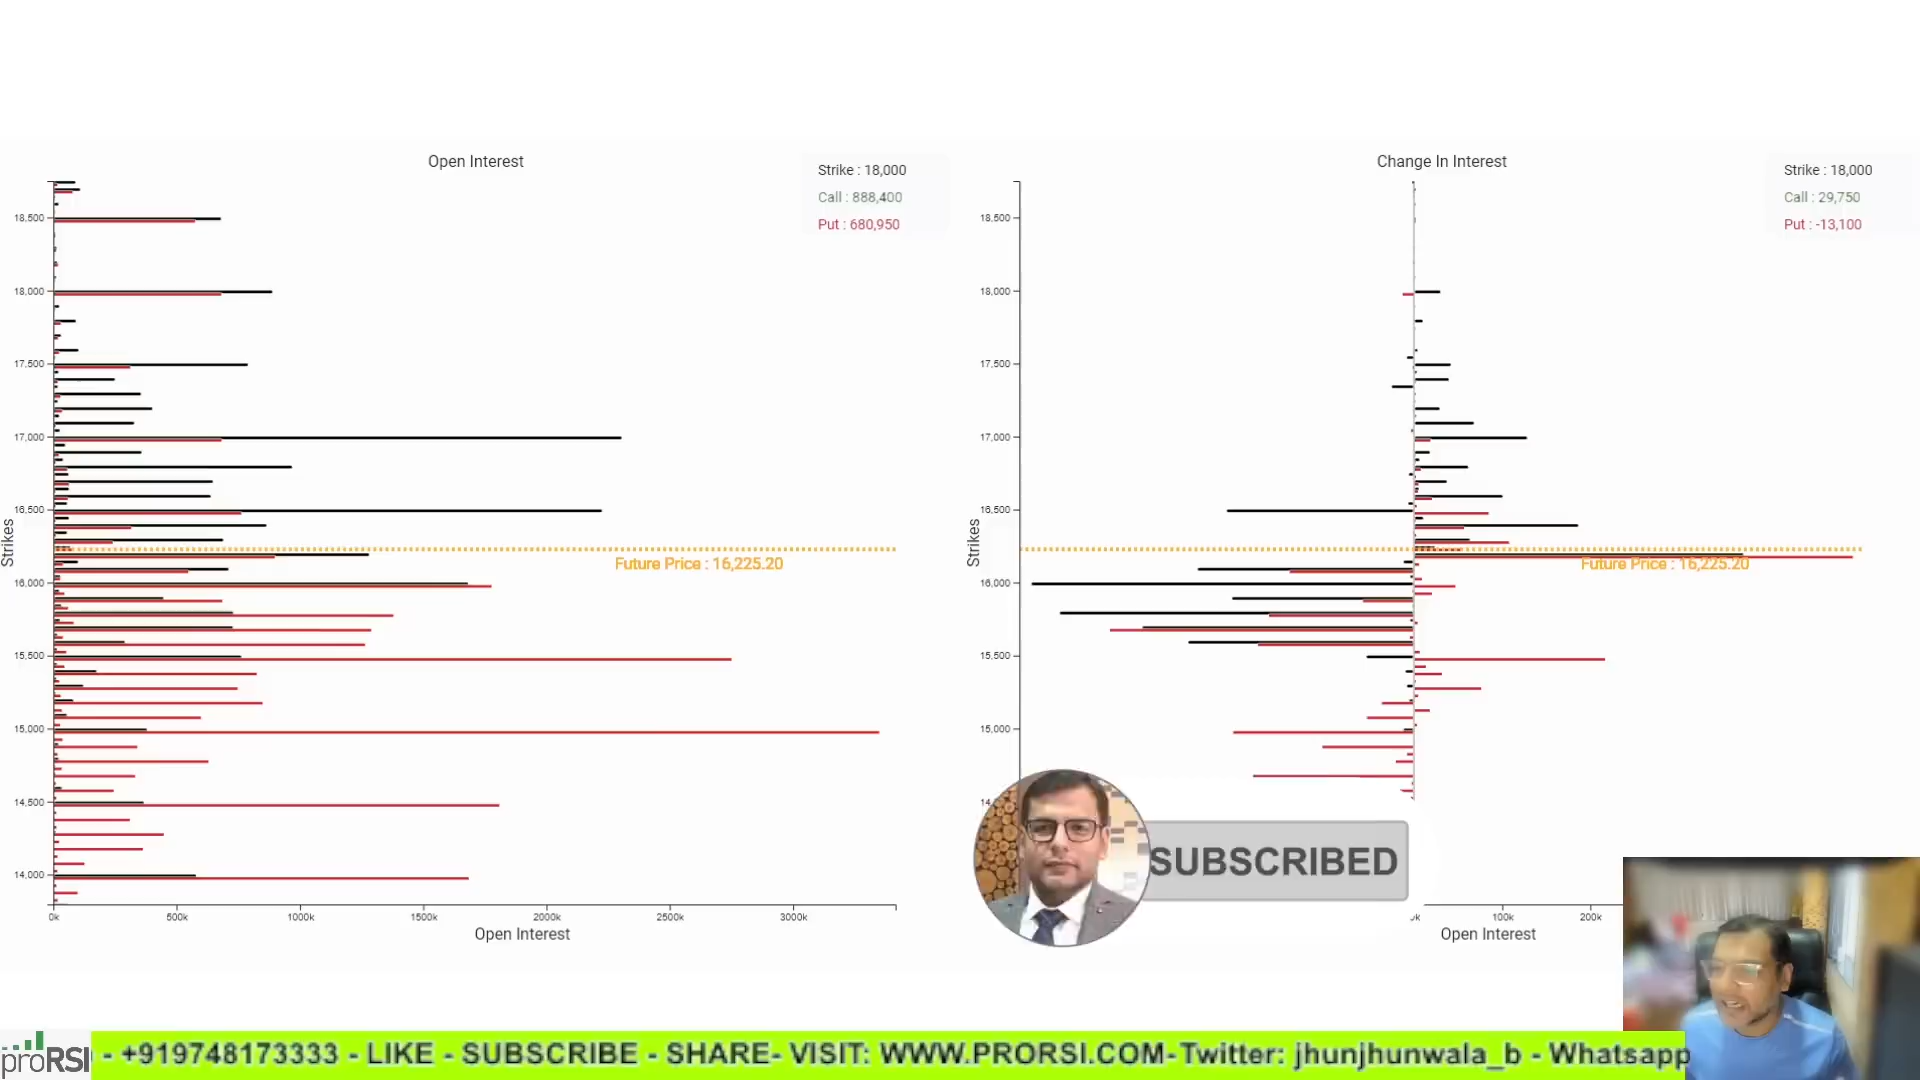 Open Interest
Strike : 18,000
Call : 888,400
Put : 680,950
18,500
18,000
17,500
17,000
16,500
16,000
15,500
15,000
14,500
14,000
Strikes
Future Price : 16,225.20
0k 500k 1000k 1500k 2000k 2500k 3000k
Open Interest
Change In Interest
Strike : 18,000
Call : 29,750
Put : -13,100
18,500
18,000
17,500
17,000
16,500
16,000
15,500
15,000
Strikes
Future Price : 16,225.20
100k 200k
Open Interest
SUBSCRIBED
proRSI - +919748173333 - LIKE - SUBSCRIBE - SHARE- VISIT: WWW.PRORSI.COM-Twitter: jhunjhunwala_b - Whatsapp